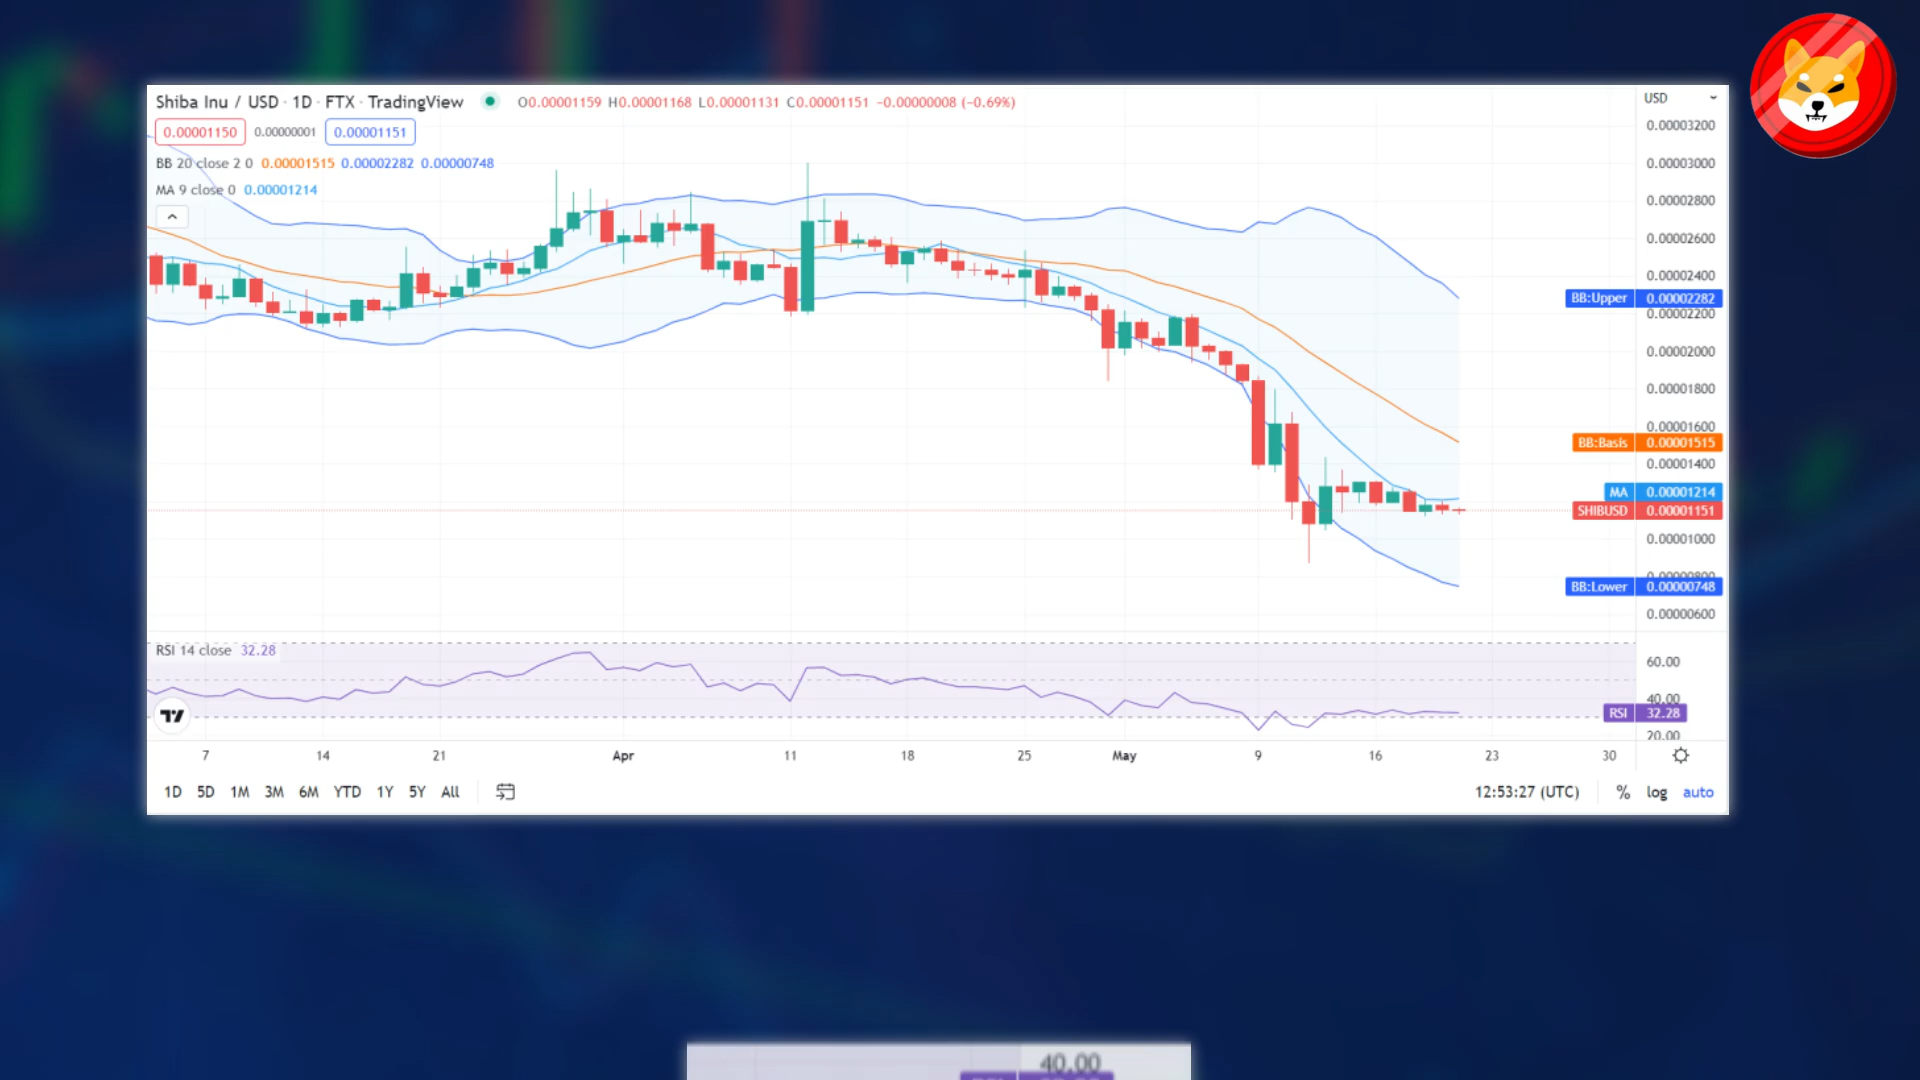 Shiba Inu / USD · 1D · FTX · TradingView O0.00001159 H0.00001168 L0.00001131 C0.00001151 −0.00000008 (−0.69%)
USD
0.00001150 0.00000001 0.00001151
BB 20 close 2 0 0.00001515 0.00002282 0.00000748
MA 9 close 0 0.00001214
0.00003200
0.00003000
0.00002800
0.00002600
0.00002400
BB:Upper 0.00002282
0.00002200
0.00002000
0.00001800
0.00001600
BB:Basis 0.00001515
0.00001400
MA 0.00001214
SHIBUSD 0.00001151
0.00001000
0.00000800
BB:Lower 0.00000748
0.00000600
RSI 14 close 32.28
60.00
40.00
RSI 32.28
20.00
7 14 21 Apr 11 18 25 May 9 16 23 30
1D 5D 1M 3M 6M YTD 1Y 5Y All
12:53:27 (UTC) % log auto
40.00